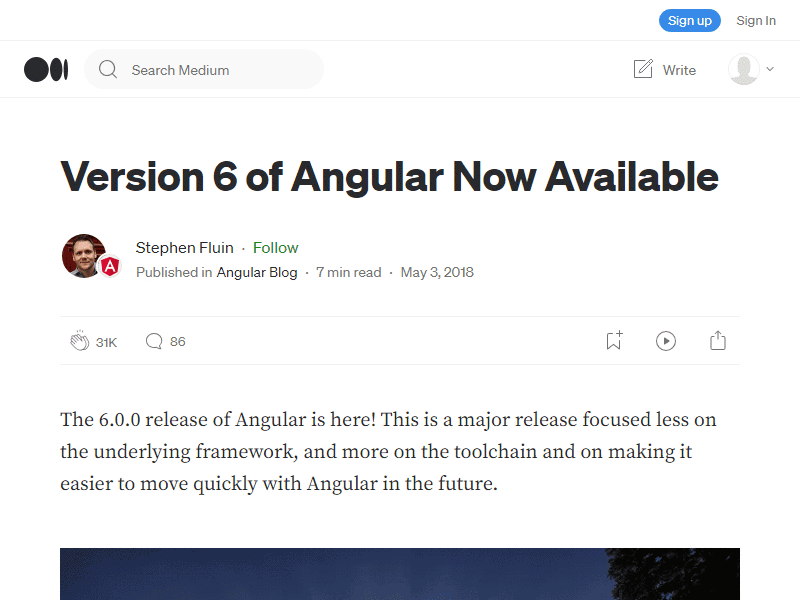 Sign up Sign In
Search Medium Write
Version 6 of Angular Now Available
Stephen Fluin · Follow
Published in Angular Blog · 7 min read · May 3, 2018
31K 86
The 6.0.0 release of Angular is here! This is a major release focused less on
the underlying framework, and more on the toolchain and on making it
easier to move quickly with Angular in the future.